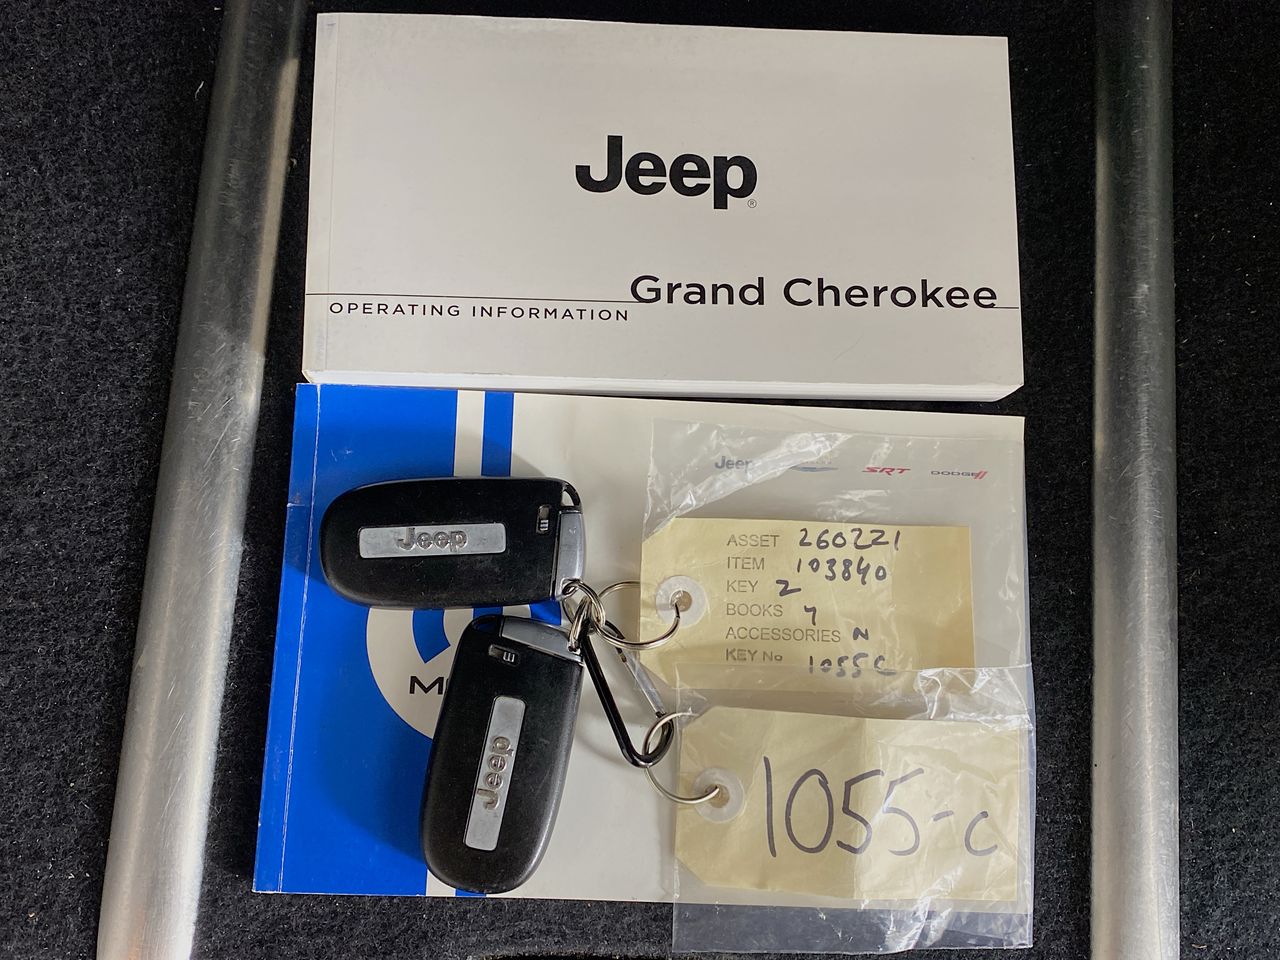 Jeep®
Grand Cherokee
OPERATING INFORMATION
Jeep
SRT
DODGE
Jeep
ASSET 260221
ITEM 103840
KEY 2
BOOKS Y
ACCESSORIES N
KEY No 1055C
M
Jeep
1055-C